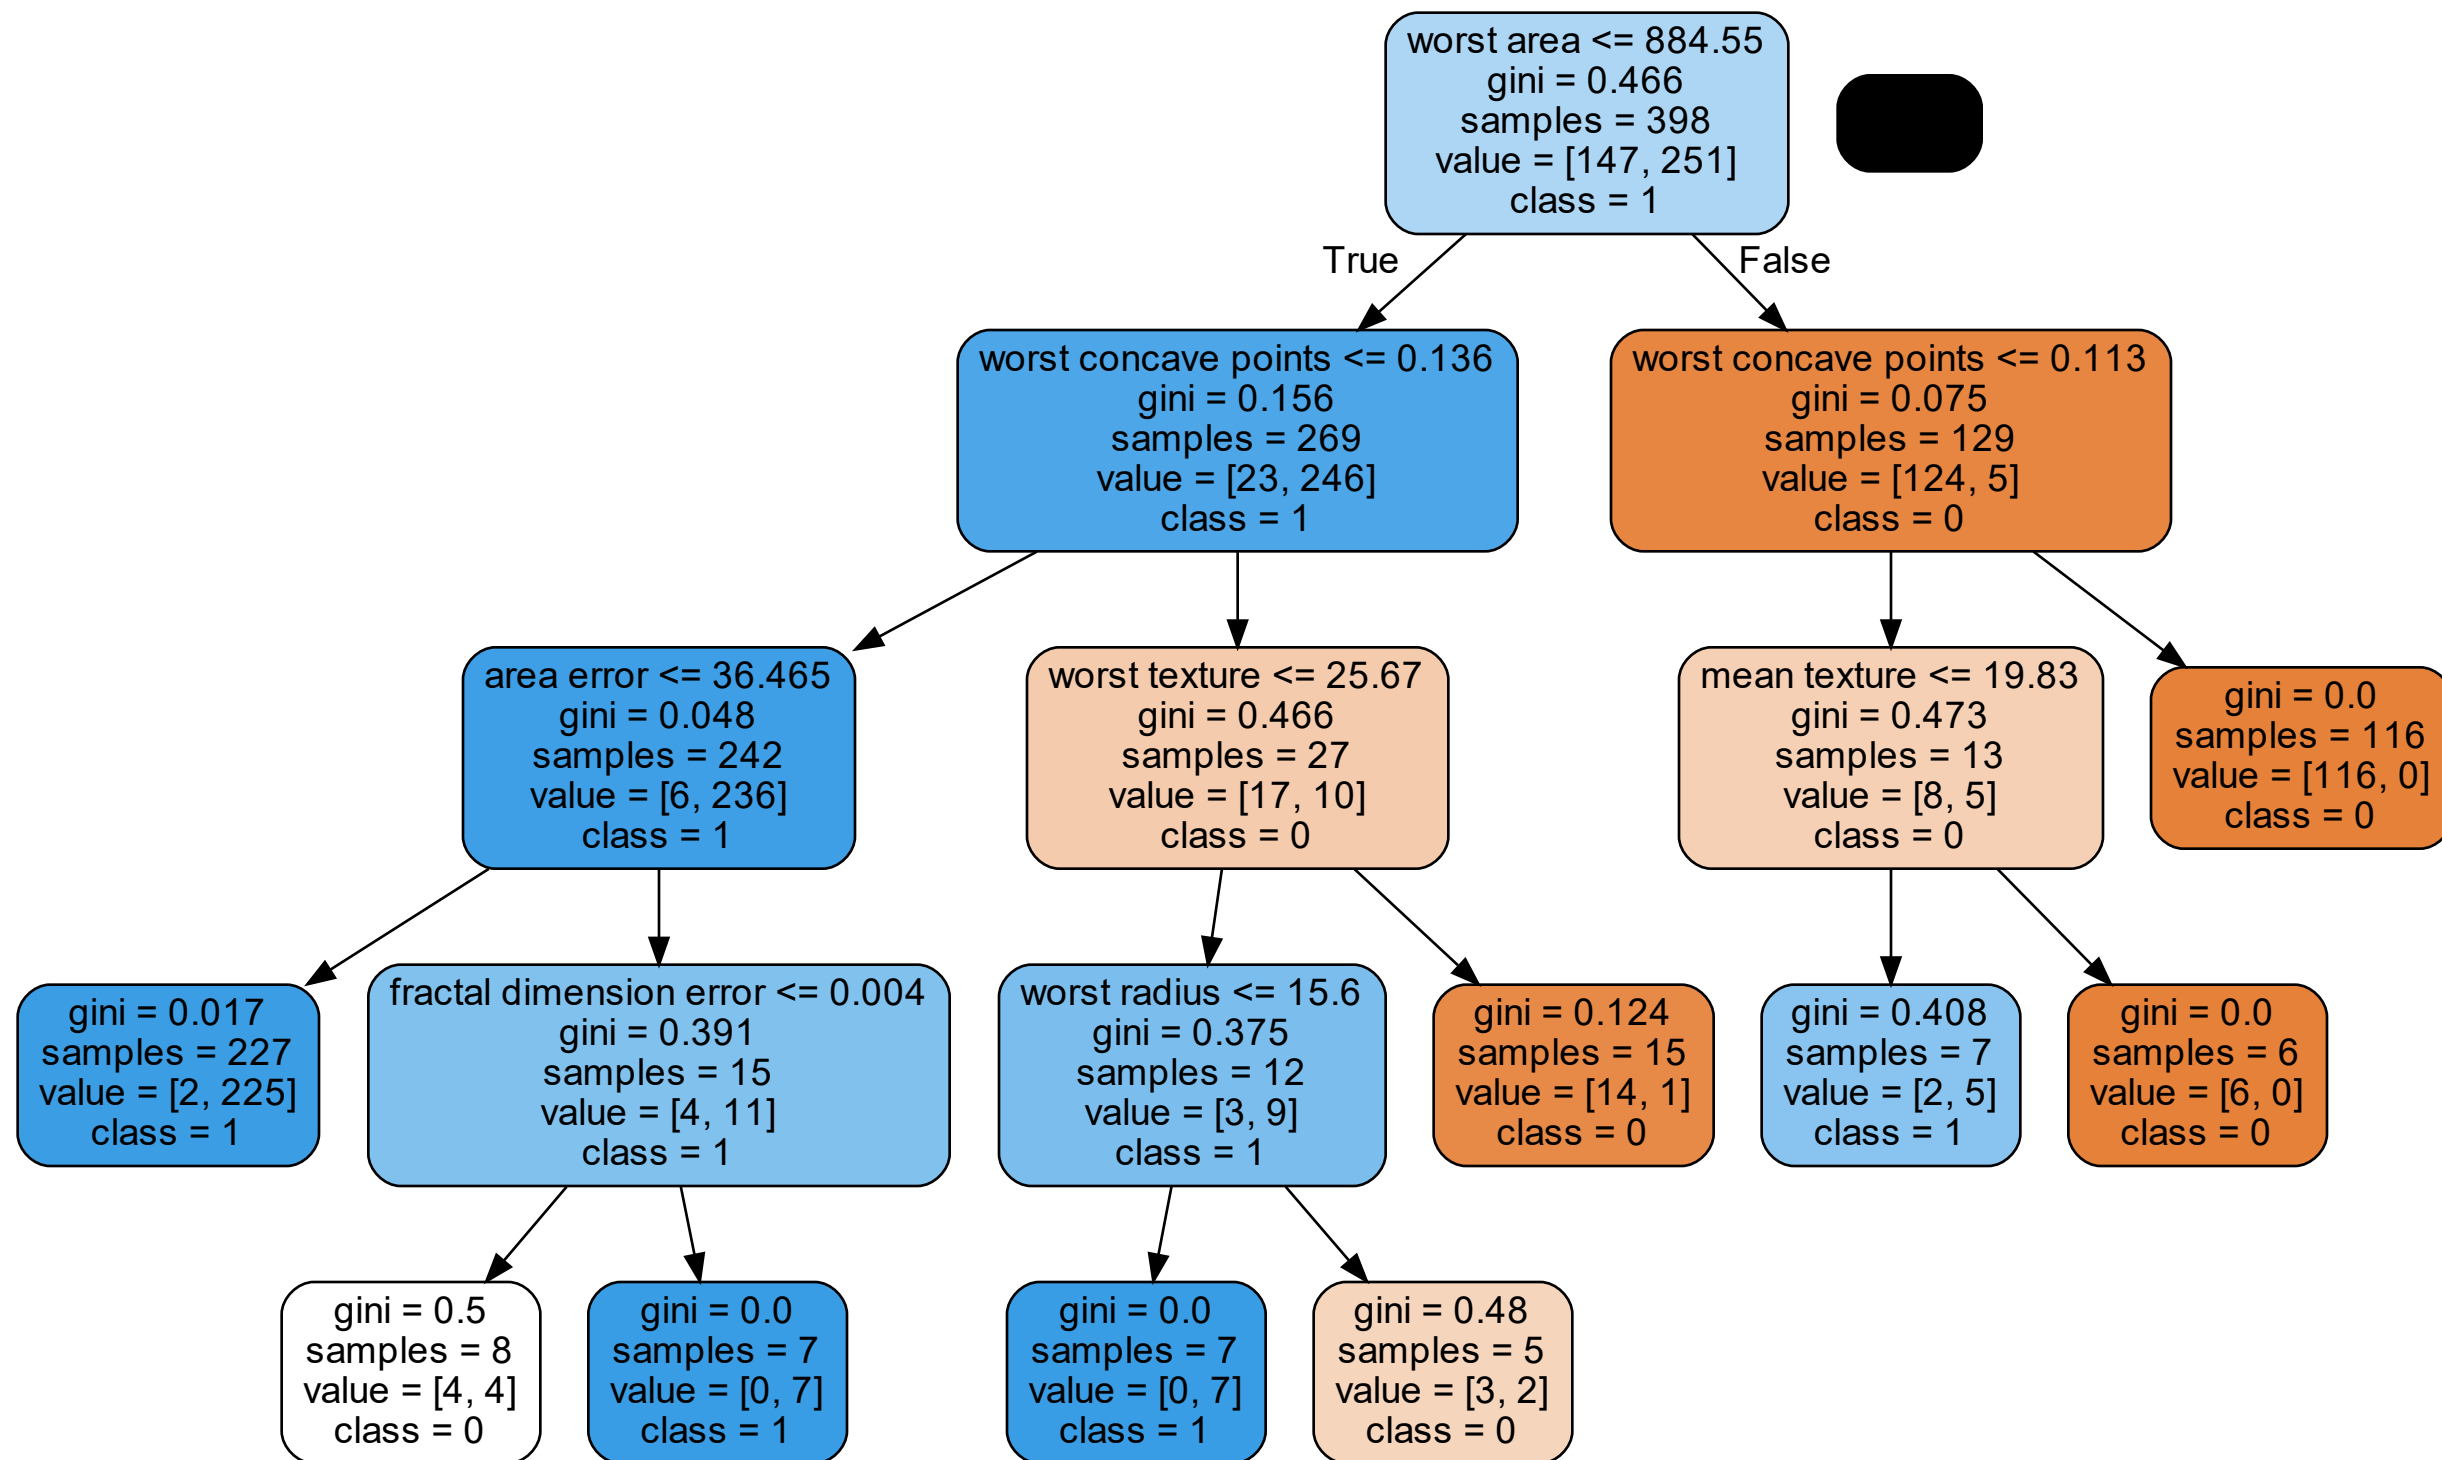 worst area <= 884.55
gini = 0.466
samples = 398
value = [147, 251]
class = 1
True
False
worst concave points <= 0.136
gini = 0.156
samples = 269
value = [23, 246]
class = 1
worst concave points <= 0.113
gini = 0.075
samples = 129
value = [124, 5]
class = 0
area error <= 36.465
gini = 0.048
samples = 242
value = [6, 236]
class = 1
worst texture <= 25.67
gini = 0.466
samples = 27
value = [17, 10]
class = 0
mean texture <= 19.83
gini = 0.473
samples = 13
value = [8, 5]
class = 0
gini = 0.0
samples = 116
value = [116, 0]
class = 0
gini = 0.017
samples = 227
value = [2, 225]
class = 1
fractal dimension error <= 0.004
gini = 0.391
samples = 15
value = [4, 11]
class = 1
worst radius <= 15.6
gini = 0.375
samples = 12
value = [3, 9]
class = 1
gini = 0.124
samples = 15
value = [14, 1]
class = 0
gini = 0.408
samples = 7
value = [2, 5]
class = 1
gini = 0.0
samples = 6
value = [6, 0]
class = 0
gini = 0.5
samples = 8
value = [4, 4]
class = 0
gini = 0.0
samples = 7
value = [0, 7]
class = 1
gini = 0.0
samples = 7
value = [0, 7]
class = 1
gini = 0.48
samples = 5
value = [3, 2]
class = 0